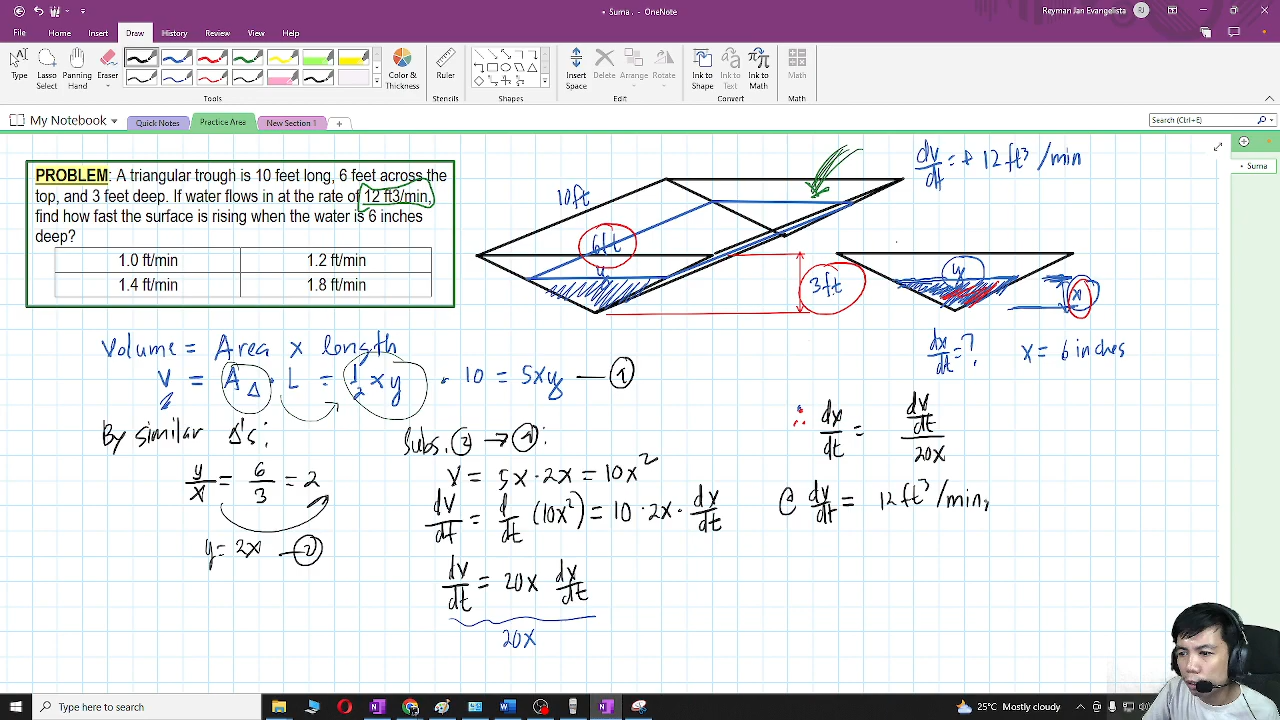 Suma . - OneNote
Reyman Jan Evangelista RJ
File Home Insert Draw History Review View Help
Type Lasso Select Panning Hand Eraser
Color & Thickness Ruler
Insert Space Delete Arrange Rotate Ink to Shape Ink to Text Ink to Math Math
Tools Stencils Shapes Edit Convert Math
My Notebook Quick Notes Practice Area New Section 1 +
Search (Ctrl+E)
Suma
PROBLEM: A triangular trough is 10 feet long, 6 feet across the
top, and 3 feet deep. If water flows in at the rate of 12 ft3/min,
find how fast the surface is rising when the water is 6 inches
deep?
1.0 ft/min 1.2 ft/min
1.4 ft/min 1.8 ft/min
10ft
6ft
y
3ft
dv/dt = + 12 ft³/min
y
x
dx/dt = ? x = 6 inches
Volume = Area x length
V = A△ · L = 1/2 xy · 10 = 5xy — ①
By similar Δ's:
y/x = 6/3 = 2
y = 2x — ②
Subs. ② → ①:
V = 5x · 2x = 10x²
dV/dt = d/dt (10x²) = 10 · 2x · dx/dt
dv/dt = 20x dx/dt
20x
∴ dx/dt = dv/dt / 20x
@ dv/dt = 12 ft³/min,
Type here to search
25°C Mostly cloudy